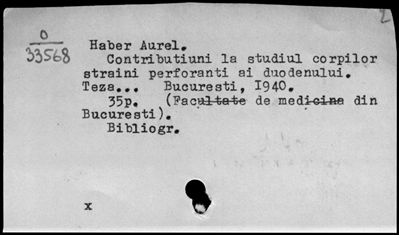 2
0
33568
Haber Aurel.
Contributiuni la studiul corpilor
straini perforanti ai duodenului.
Teza... Bucuresti, 1940.
35p. (Facultate de medicina din
Bucuresti).
Bibliogr.
x